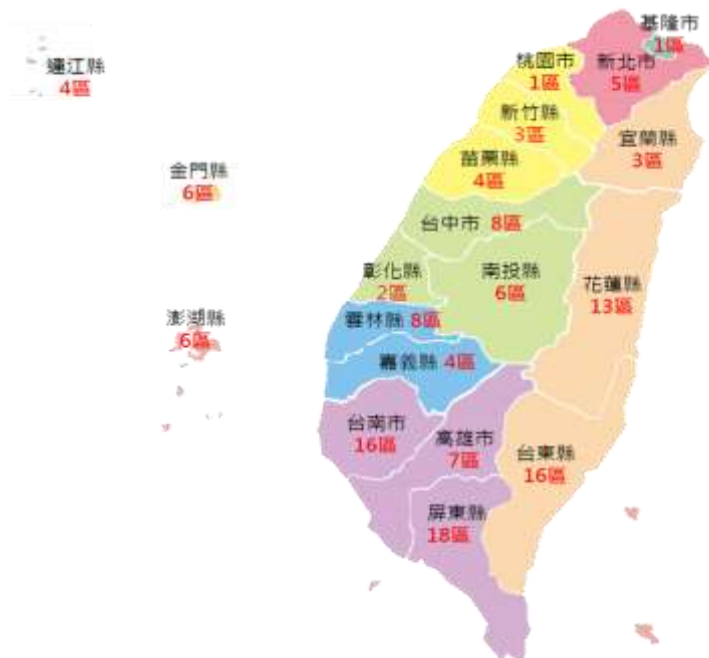 基隆市
1區
連江縣
4區
桃園市
1區
新北市
5區
新竹縣
3區
宜蘭縣
3區
苗栗縣
4區
金門縣
6區
台中市 8區
彰化縣
2區
南投縣
6區
花蓮縣
13區
澎湖縣
6區
雲林縣 8區
嘉義縣 4區
台南市
16區
高雄市
7區
台東縣
16區
屏東縣
18區